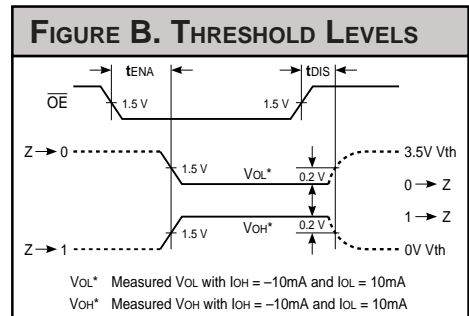 FIGURE B. THRESHOLD LEVELS
tENA tDIS
OE 1.5 V 1.5 V
Z 0 1.5 V VOL* 0.2 V 3.5V Vth
0 Z
1 Z
Z 1 1.5 V VOH* 0.2 V 0V Vth
VOL* Measured VOL with IOH = –10mA and IOL = 10mA
VOH* Measured VOH with IOH = –10mA and IOL = 10mA